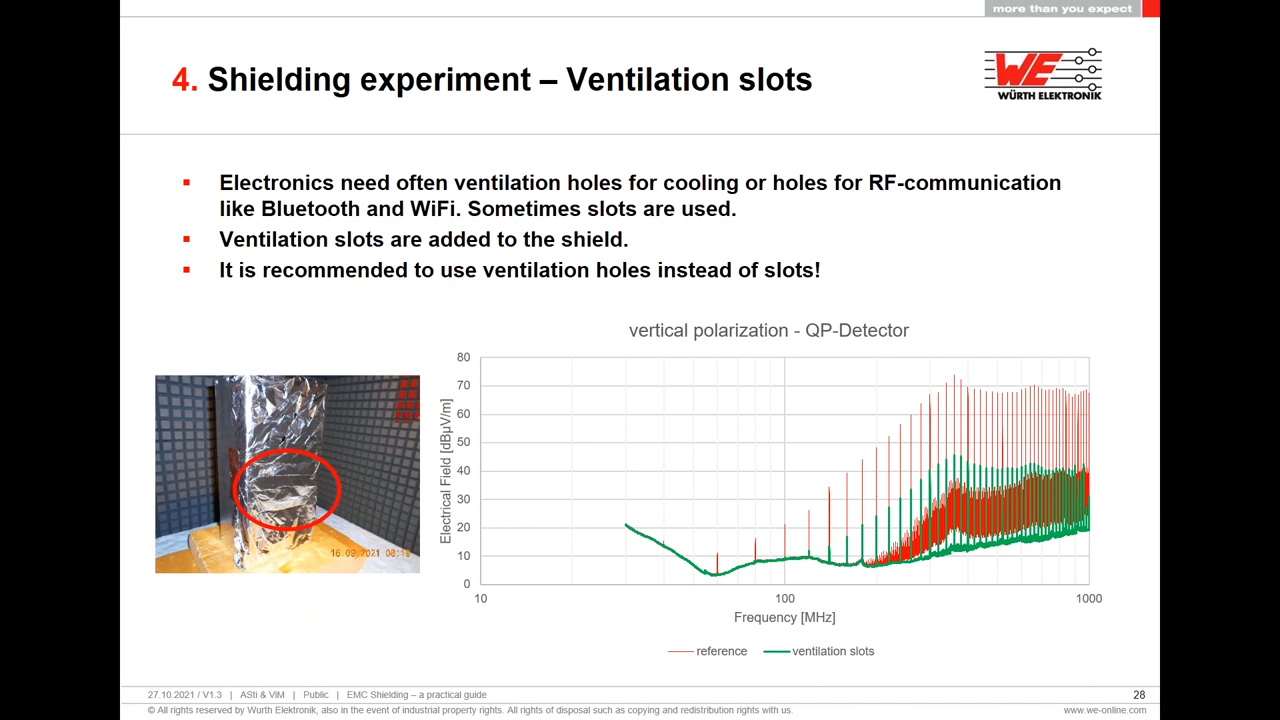 more than you expect
4. Shielding experiment – Ventilation slots
WE
WÜRTH ELEKTRONIK
▪ Electronics need often ventilation holes for cooling or holes for RF-communication
like Bluetooth and WiFi. Sometimes slots are used.
▪ Ventilation slots are added to the shield.
▪ It is recommended to use ventilation holes instead of slots!
vertical polarization - QP-Detector
80
70
60
50
40
30
20
10
0
Electrical Field [dBµV/m]
10 100 1000
Frequency [MHz]
reference ventilation slots
16.09.2021 08:18
27.10.2021 / V1.3 | ASti & ViM | Public | EMC Shielding – a practical guide 28
© All rights reserved by Wurth Elektronik, also in the event of industrial property rights. All rights of disposal such as copying and redistribution rights with us. www.we-online.com